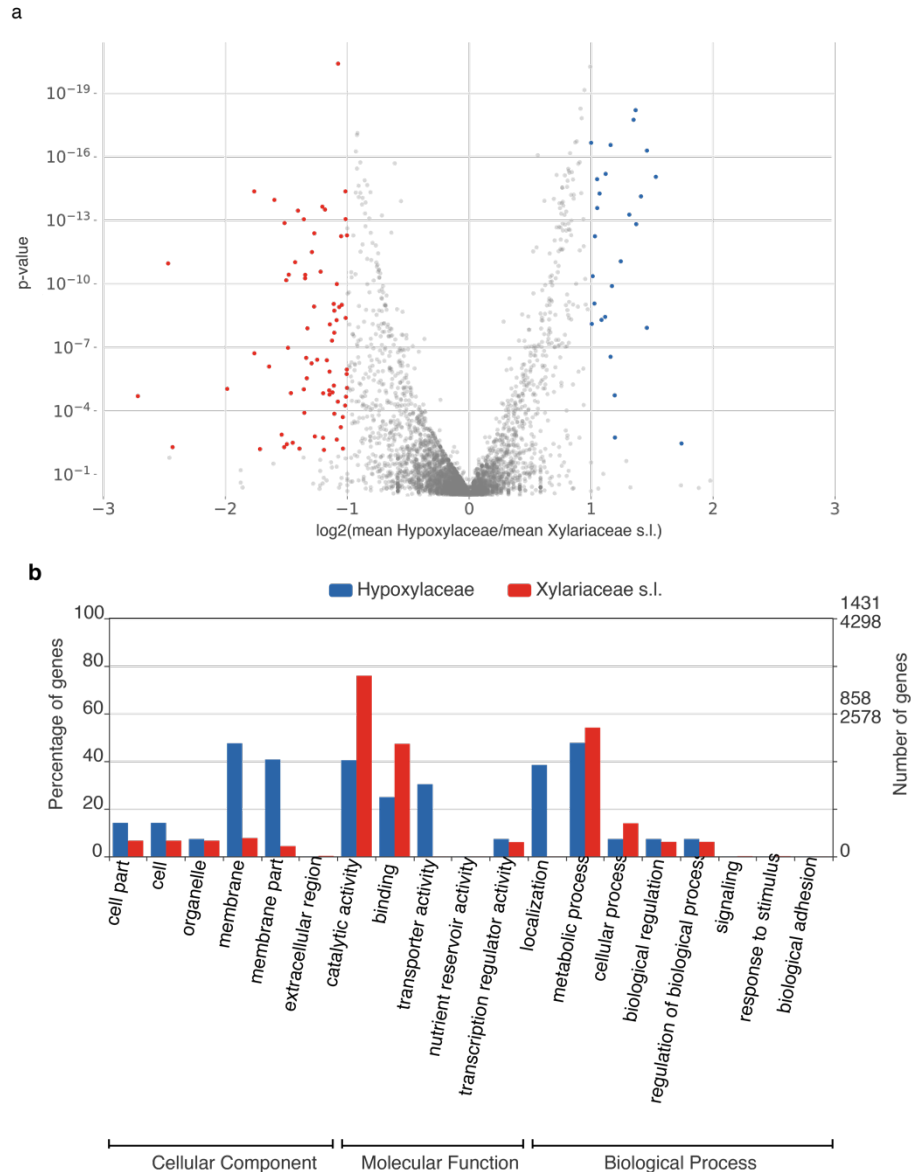 a
p-value
10−19
10−16
10−13
10−10
10−7
10−4
10−1
−3 −2 −1 0 1 2 3
log2(mean Hypoxylaceae/mean Xylariaceae s.l.)
b
Hypoxylaceae Xylariaceae s.l.
Percentage of genes
100
80
60
40
20
0
1431
4298
858
2578
0
Number of genes
cell part
cell
organelle
membrane
membrane part
extracellular region
catalytic activity
binding
transporter activity
nutrient reservoir activity
transcription regulator activity
localization
metabolic process
cellular process
biological regulation
regulation of biological process
signaling
response to stimulus
biological adhesion
Cellular Component Molecular Function Biological Process